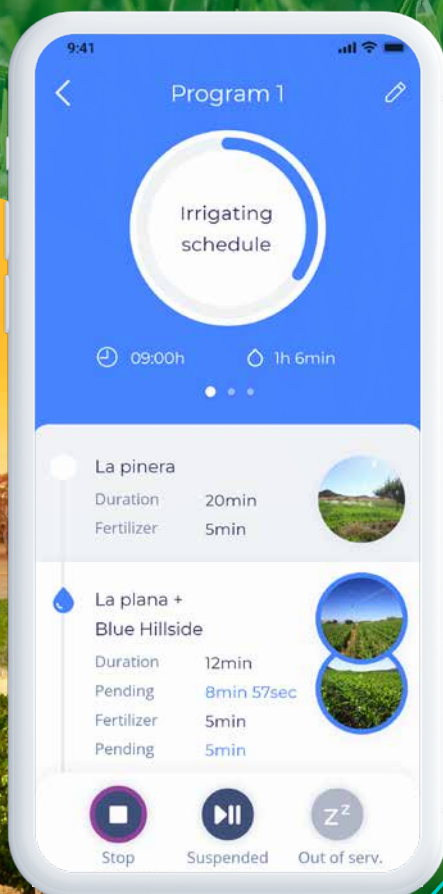 9:41
Program 1
Irrigating
schedule
09:00h 1h 6min
La pinera
Duration 20min
Fertilizer 5min
La plana +
Blue Hillside
Duration 12min
Pending 8min 57sec
Fertilizer 5min
Pending 5min
Stop Suspended Out of serv.